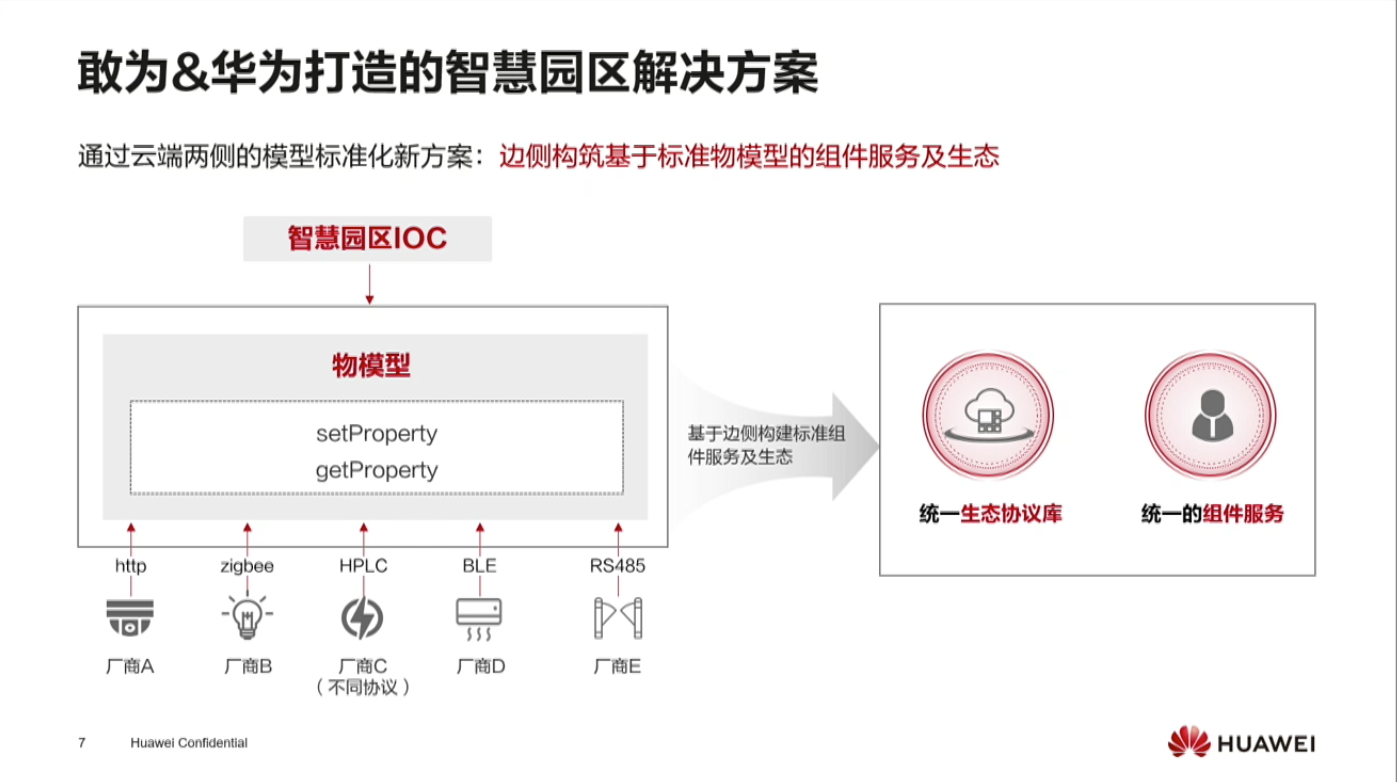 敢为&华为打造的智慧园区解决方案
通过云端两侧的模型标准化新方案：边侧构筑基于标准物模型的组件服务及生态
智慧园区IOC
物模型
setProperty
getProperty
基于边侧构建标准组
件服务及生态
统一生态协议库
统一的组件服务
http
zigbee
HPLC
BLE
RS485
厂商A
厂商B
厂商C
（不同协议）
厂商D
厂商E
7
Huawei Confidential
HUAWEI